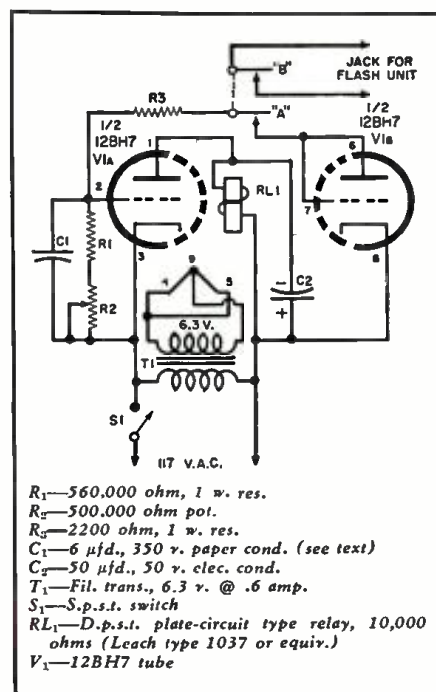 "B"
JACK FOR
FLASH UNIT
R3
"A"
1/2
12BH7
V1A
1/2
12BH7
V1B
1
2
3
6
7
8
RL1
C1
R1
R2
C2
-
+
9
4
5
6.3 V.
T1
S1
117 V.A.C.
R₁—560,000 ohm, 1 w. res.
R₂—500,000 ohm pot.
R₃—2200 ohm, 1 w. res.
C₁—6 µfd., 350 v. paper cond. (see text)
C₂—50 µfd., 50 v. elec. cond.
T₁—Fil. trans., 6.3 v. @ .6 amp.
S₁—S.p.s.t. switch
RL₁—D.p.s.t. plate-circuit type relay, 10,000
ohms (Leach type 1037 or equiv.)
V₁—12BH7 tube